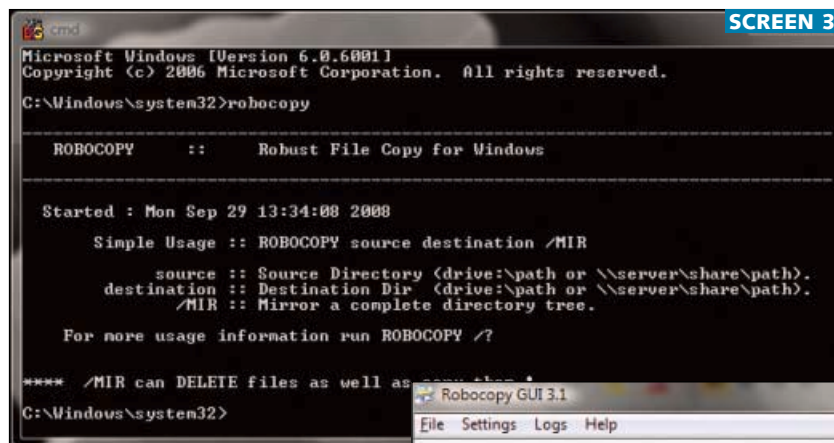 SCREEN 3
cmd
Microsoft Windows [Version 6.0.6001]
Copyright (c) 2006 Microsoft Corporation. All rights reserved.
C:\Windows\system32>robocopy
ROBOCOPY :: Robust File Copy for Windows
Started : Mon Sep 29 13:34:08 2008
Simple Usage :: ROBOCOPY source destination /MIR
source :: Source Directory (drive:\path or \\server\share\path).
destination :: Destination Dir (drive:\path or \\server\share\path).
/MIR :: Mirror a complete directory tree.
For more usage information run ROBOCOPY /?
**** /MIR can DELETE files as well as
C:\Windows\system32>
Robocopy GUI 3.1
File Settings Logs Help